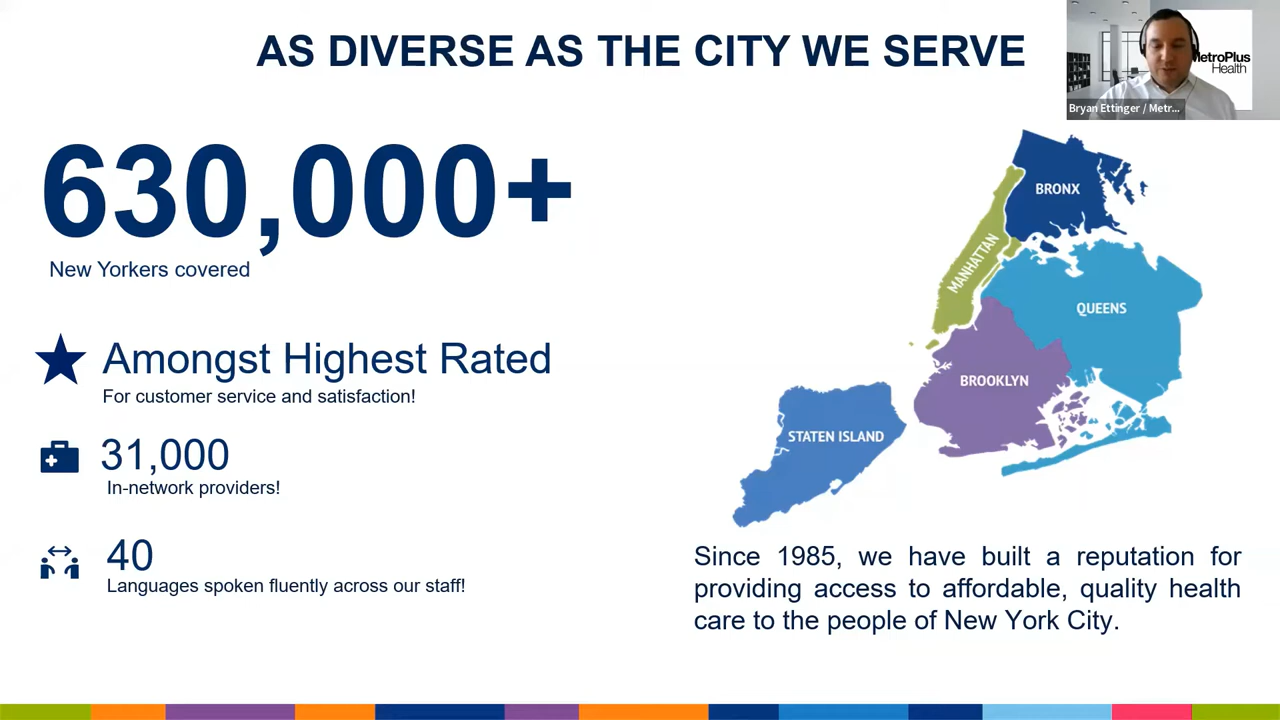 AS DIVERSE AS THE CITY WE SERVE
MetroPlus
Health
Bryan Ettinger / Metr...
630,000+
New Yorkers covered
Amongst Highest Rated
For customer service and satisfaction!
31,000
In-network providers!
40
Languages spoken fluently across our staff!
BRONX
MANHATTAN
QUEENS
BROOKLYN
STATEN ISLAND
Since 1985, we have built a reputation for
providing access to affordable, quality health
care to the people of New York City.